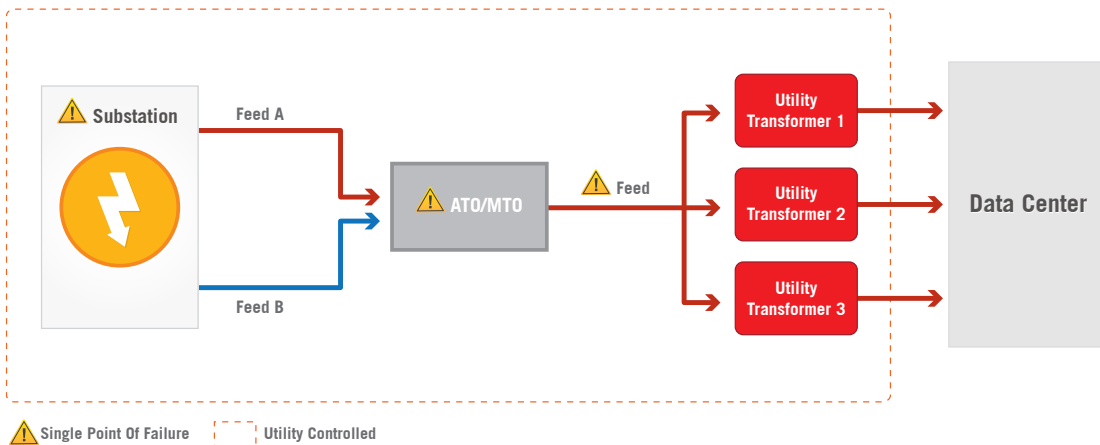 Substation
Feed A
Feed B
ATO/MTO
Feed
Utility
Transformer 1
Utility
Transformer 2
Utility
Transformer 3
Data Center
Single Point Of Failure
Utility Controlled